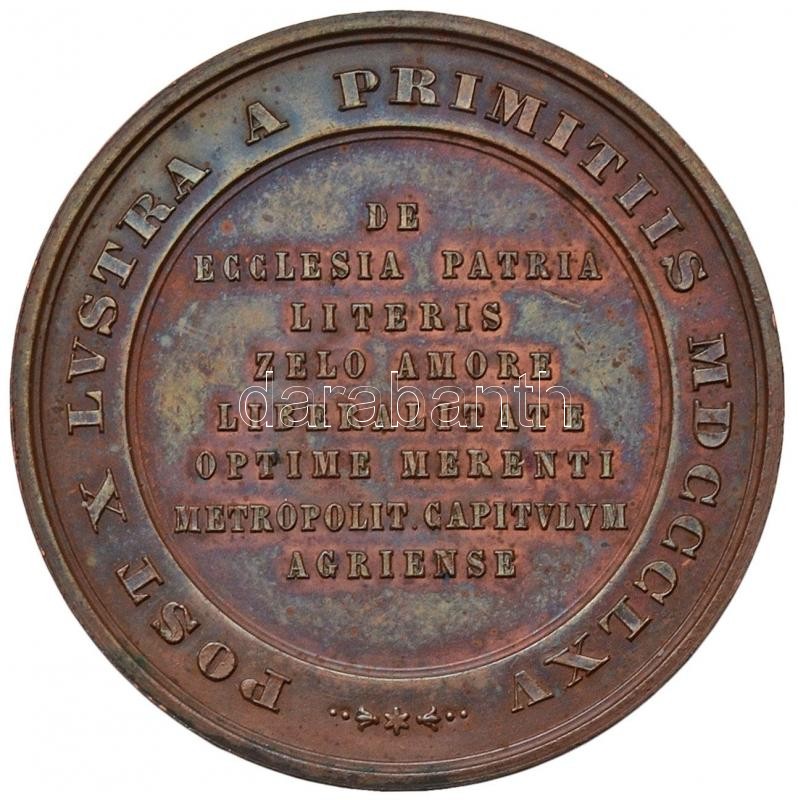 POST X LVSTRA A PRIMITIIS MDCCCLXV
DE
ECCLESIA PATRIA
LITERIS
ZELO AMORE
LIBERALITATE
OPTIME MERENTI
METROPOLIT. CAPITVLVM
AGRIENSE
darabanth